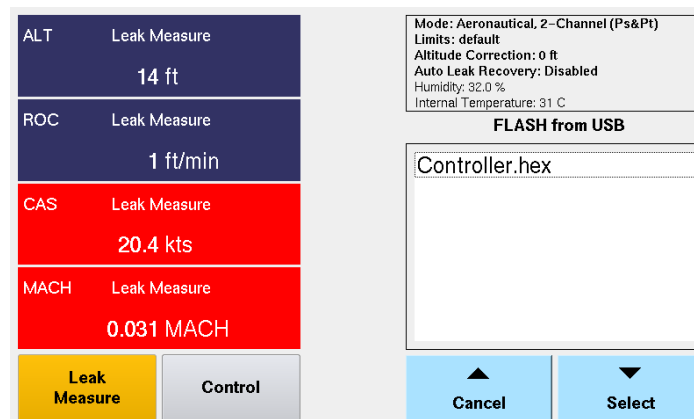 ALT Leak Measure
14 ft
ROC Leak Measure
1 ft/min
CAS Leak Measure
20.4 kts
MACH Leak Measure
0.031 MACH
Leak
Measure
Control
Mode: Aeronautical, 2-Channel (Ps&Pt)
Limits: default
Altitude Correction: 0 ft
Auto Leak Recovery: Disabled
Humidity: 32.0 %
Internal Temperature: 31 C
FLASH from USB
Controller.hex
Cancel
Select